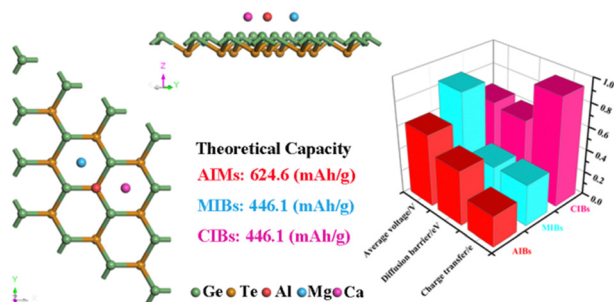 Z
Y
Theoretical Capacity
AIMs: 624.6 (mAh/g)
MIBs: 446.1 (mAh/g)
CIBs: 446.1 (mAh/g)
1.0
0.8
0.6
0.4
0.2
0.0
CIBs
MIBs
AIBs
Average voltage/V
Diffusion barrier/eV
Charge transfer/e
Y
Ge Te Al Mg Ca